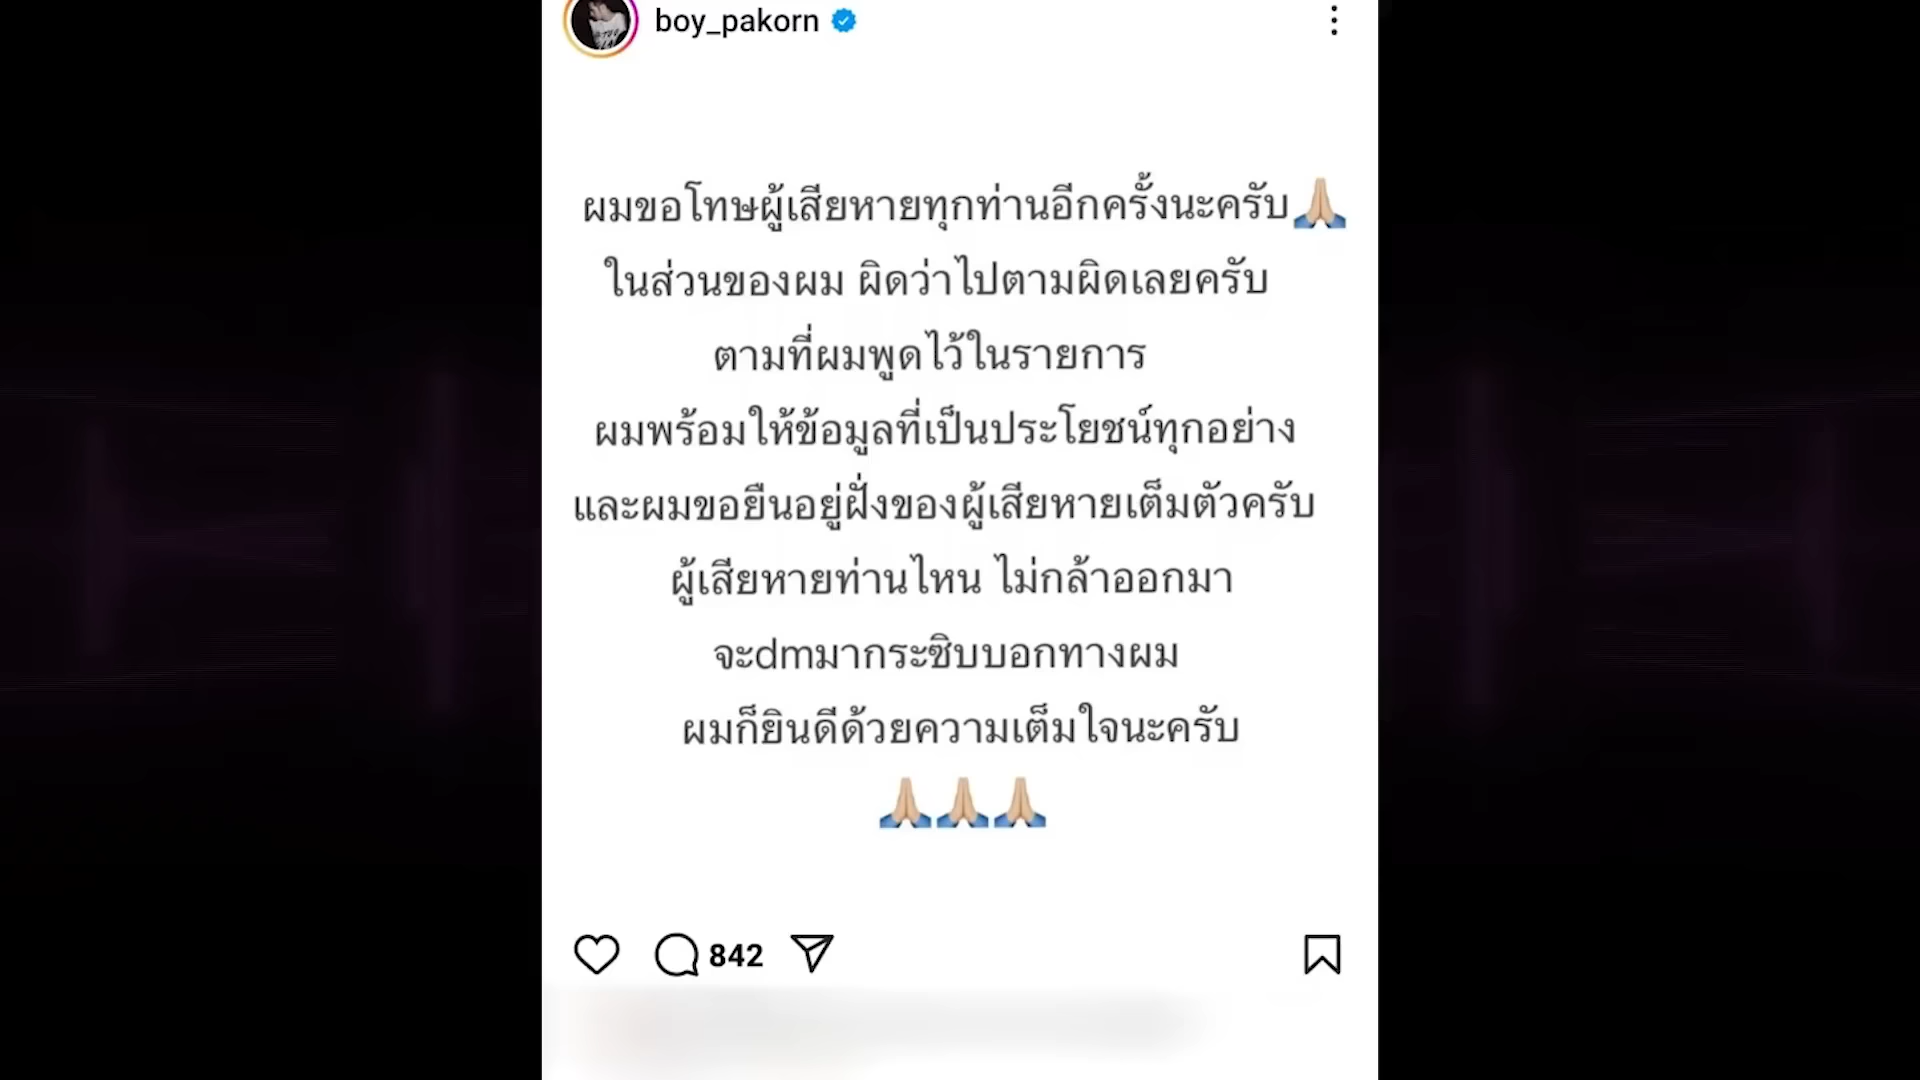 boy_pakorn
ผมขอโทษผู้เสียหายทุกท่านอีกครั้งนะครับ🙏🏼
ในส่วนของผม ผิดว่าไปตามผิดเลยครับ
ตามที่ผมพูดไว้ในรายการ
ผมพร้อมให้ข้อมูลที่เป็นประโยชน์ทุกอย่าง
และผมขอยืนอยู่ฝั่งของผู้เสียหายเต็มตัวครับ
ผู้เสียหายท่านไหน ไม่กล้าออกมา
จะdmมากระซิบบอกทางผม
ผมก็ยินดีด้วยความเต็มใจนะครับ
🙏🏼🙏🏼🙏🏼
842